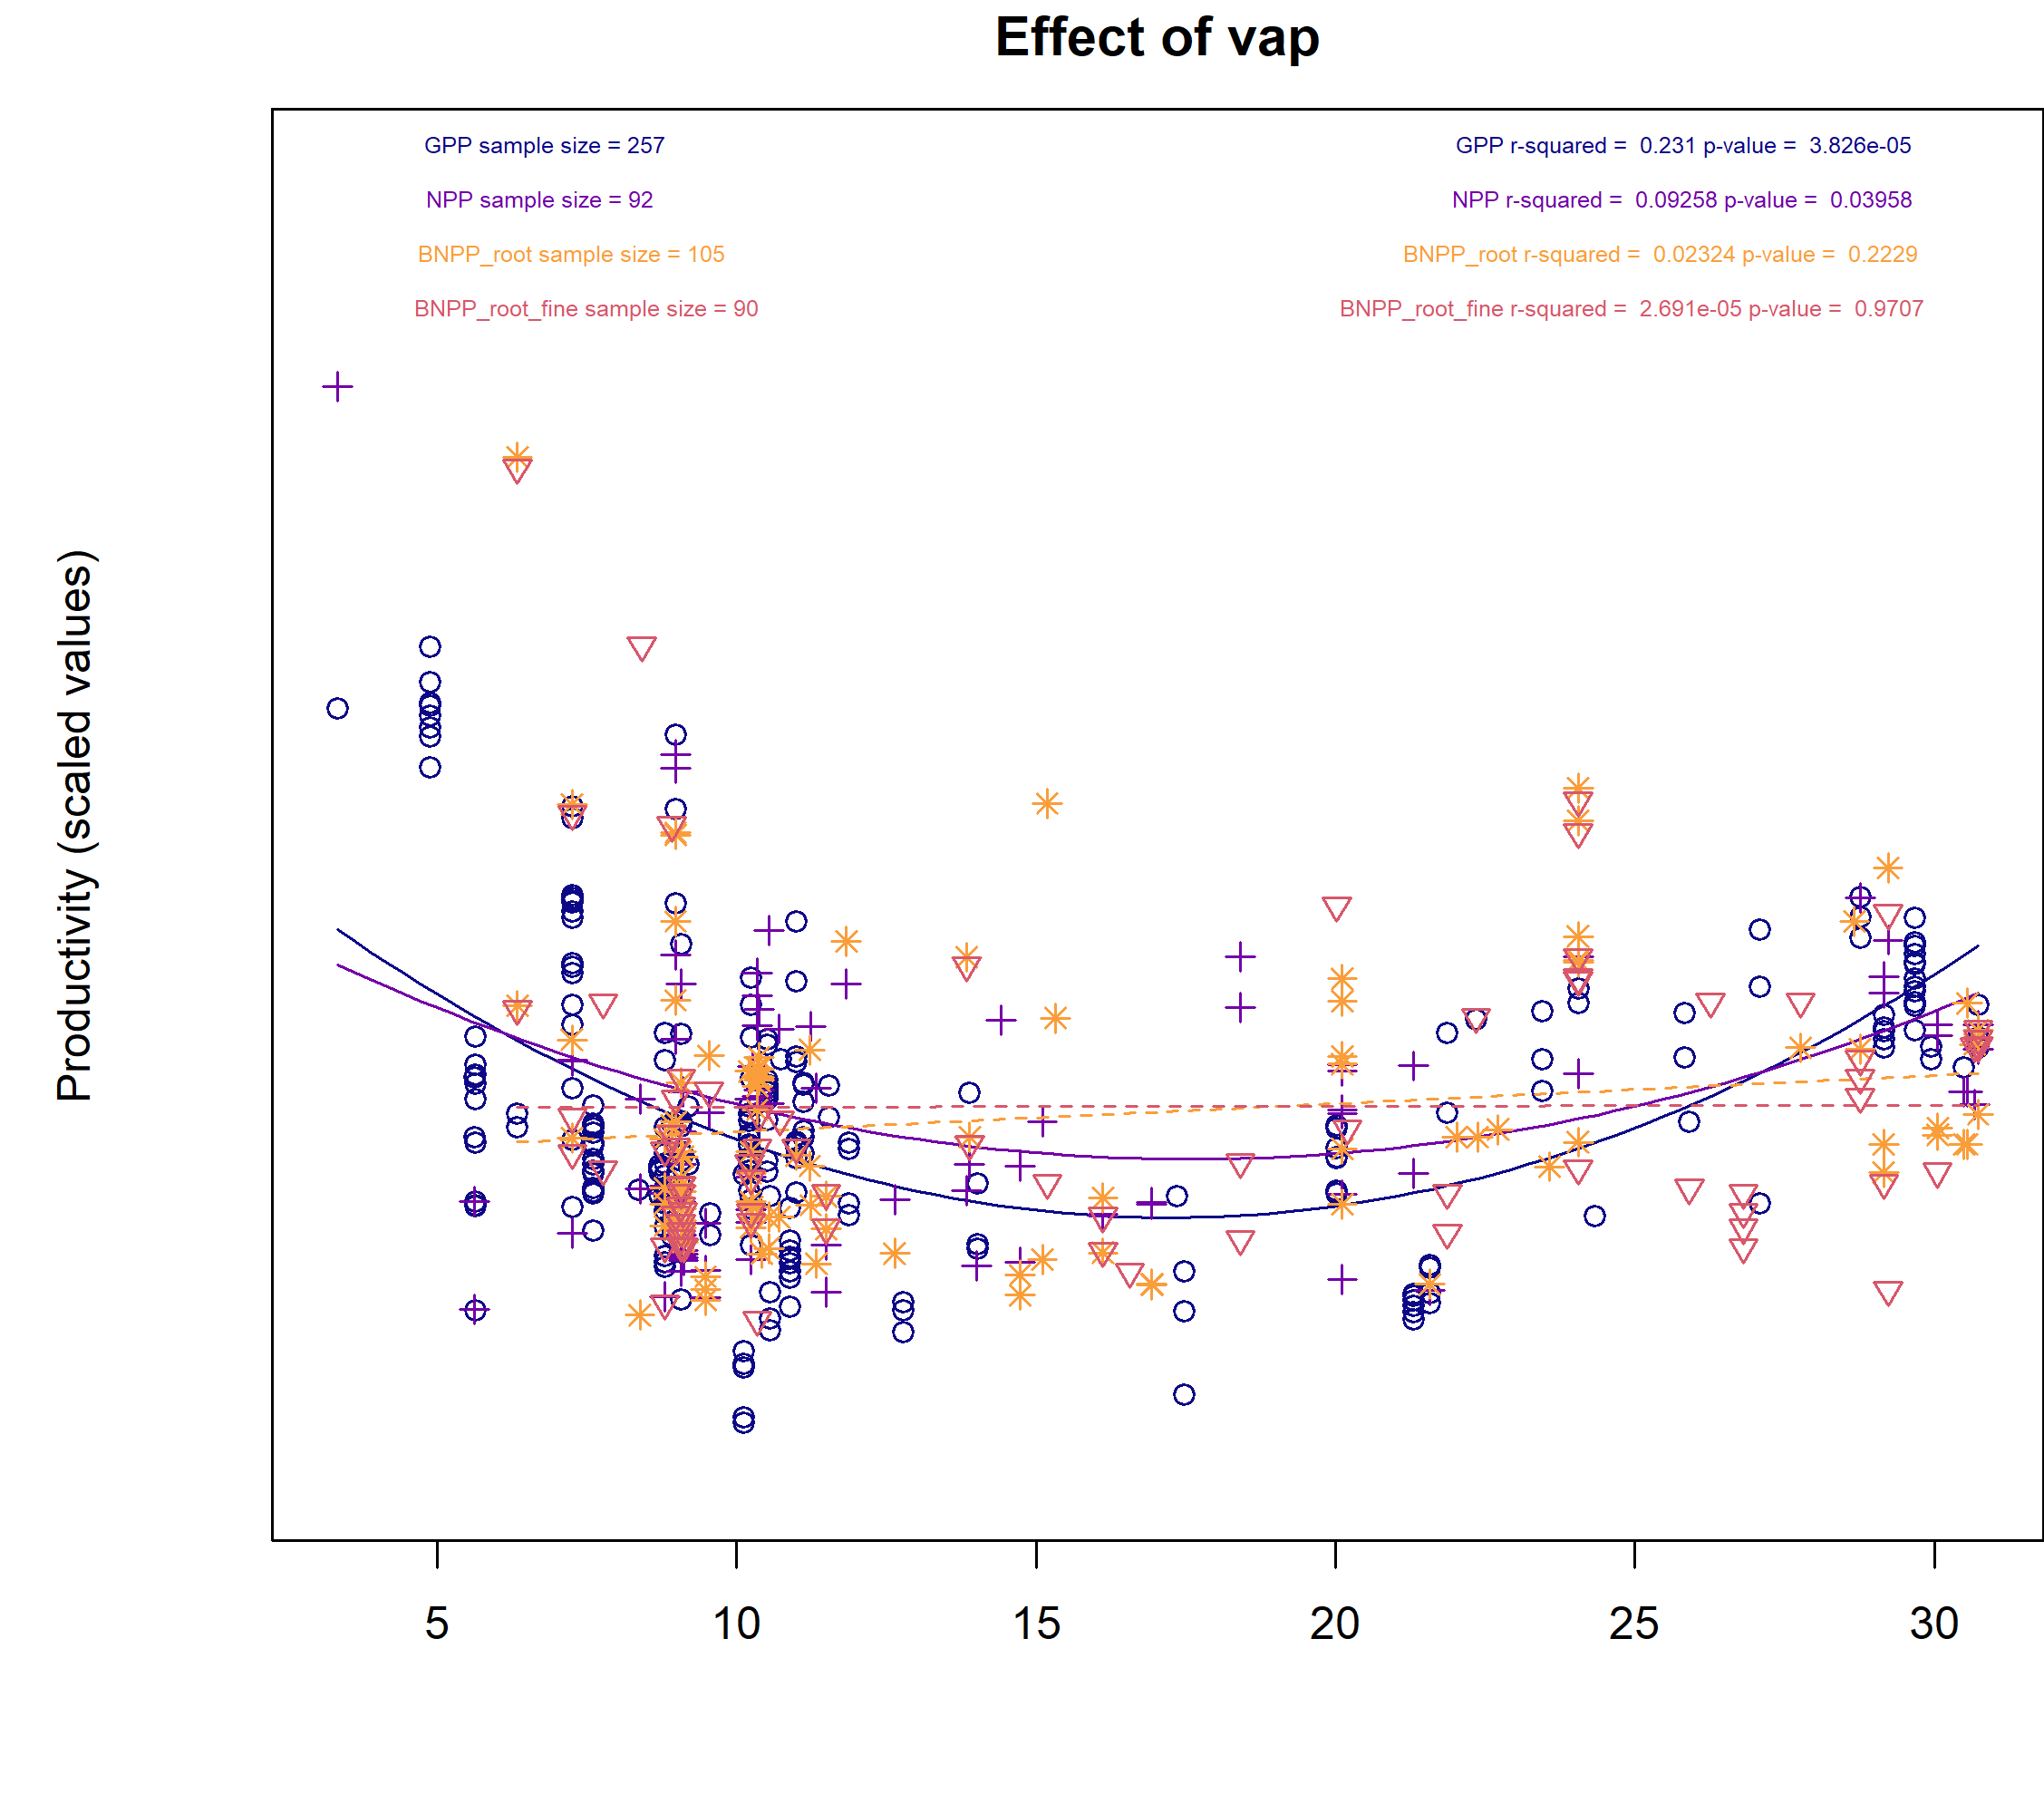 Effect of vap
GPP sample size = 257
GPP r-squared = 0.231 p-value = 3.826e-05
NPP sample size = 92
NPP r-squared = 0.09258 p-value = 0.03958
BNPP_root sample size = 105
BNPP_root r-squared = 0.02324 p-value = 0.2229
BNPP_root_fine sample size = 90
BNPP_root_fine r-squared = 2.691e-05 p-value = 0.9707
Productivity (scaled values)
5 10 15 20 25 30